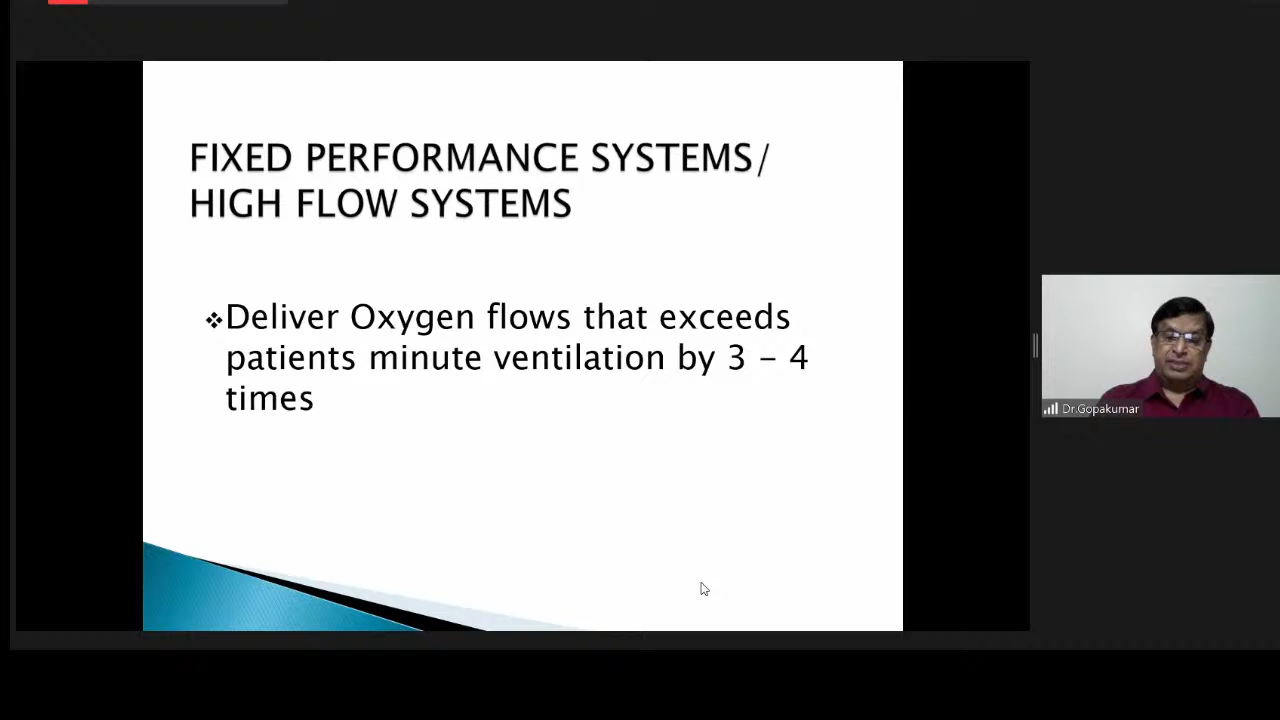 FIXED PERFORMANCE SYSTEMS/
HIGH FLOW SYSTEMS
❖Deliver Oxygen flows that exceeds
patients minute ventilation by 3 – 4
times
Dr.Gopakumar